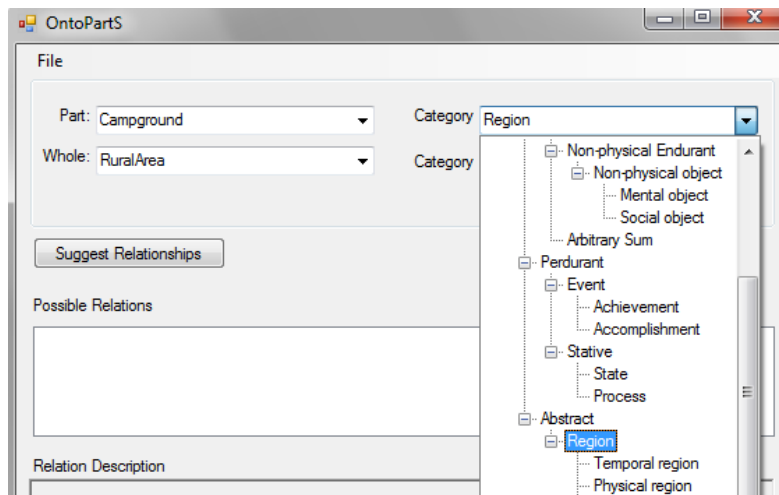 OntoPartS
File
Part: Campground Category Region
Whole: RuralArea Category
Non-physical Endurant
Non-physical object
Mental object
Social object
Arbitrary Sum
Suggest Relationships
Perdurant
Event
Possible Relations
Achievement
Accomplishment
Stative
State
Process
Abstract
Region
Relation Description
Temporal region
Physical region